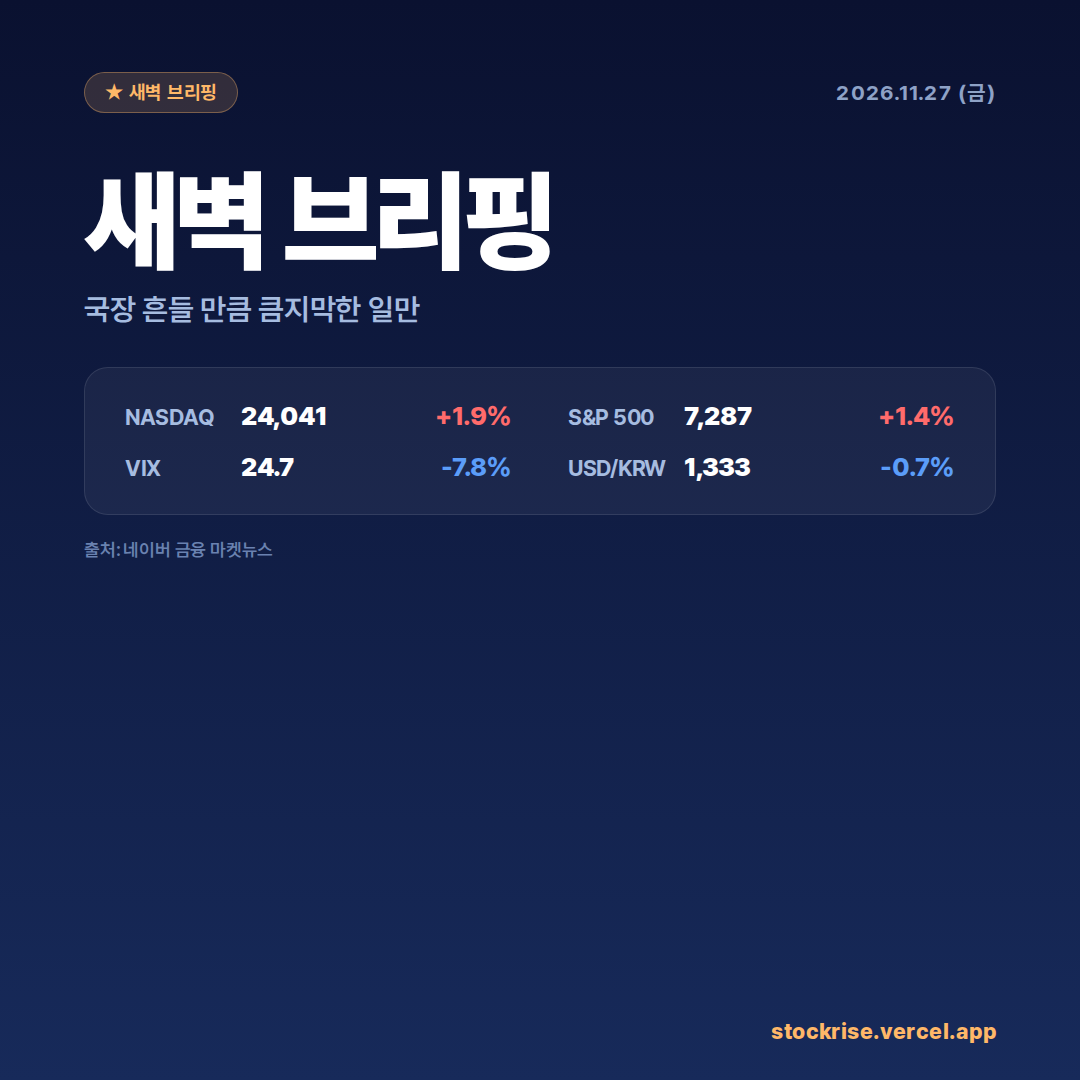 ★ 새벽 브리핑
2026.11.27 (금)
새벽 브리핑
국장 흔들 만큼 큼지막한 일만
NASDAQ 24,041 +1.9% S&P 500 7,287 +1.4%
VIX 24.7 -7.8% USD/KRW 1,333 -0.7%
출처: 네이버 금융 마켓뉴스
stockrise.vercel.app